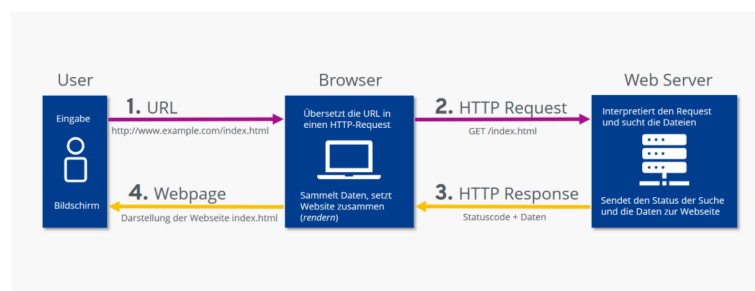 User
Browser
Web Server
Eingabe
Bildschirm
1. URL
http://www.example.com/index.html
4. Webpage
Darstellung der Webseite index.html
Übersetzt die URL in
einen HTTP-Request
Sammelt Daten, setzt
Website zusammen
(rendern)
2. HTTP Request
GET /index.html
3. HTTP Response
Statuscode + Daten
Interpretiert den Request
und sucht die Dateien
Sendet den Status der Suche
und die Daten zur Webseite